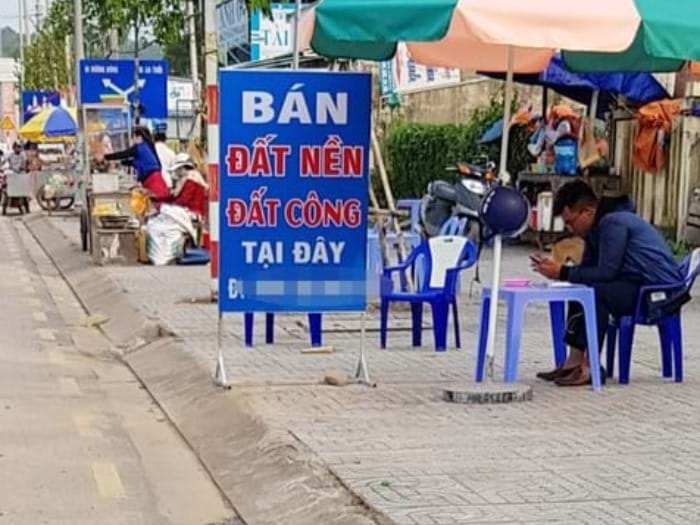 BÁN
ĐẤT NỀN
ĐẤT CÔNG
TẠI ĐÂY